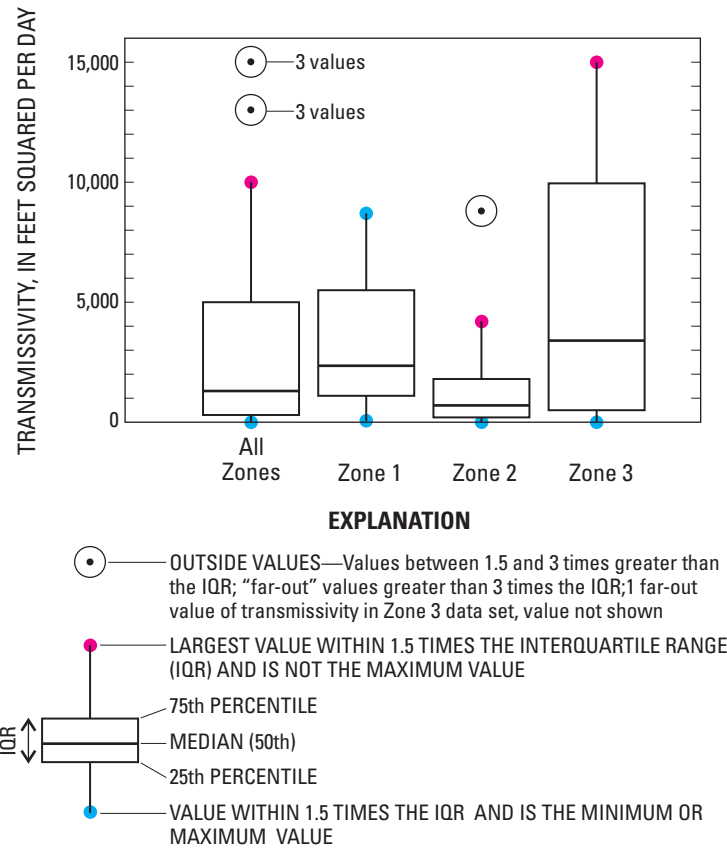 TRANSMISSIVITY, IN FEET SQUARED PER DAY
15,000
10,000
5,000
0
3 values
3 values
All
Zones
Zone 1
Zone 2
Zone 3
EXPLANATION
OUTSIDE VALUES—Values between 1.5 and 3 times greater than
the IQR; “far-out” values greater than 3 times the IQR;1 far-out
value of transmissivity in Zone 3 data set, value not shown
LARGEST VALUE WITHIN 1.5 TIMES THE INTERQUARTILE RANGE
(IQR) AND IS NOT THE MAXIMUM VALUE
75th PERCENTILE
IQR
MEDIAN (50th)
25th PERCENTILE
VALUE WITHIN 1.5 TIMES THE IQR AND IS THE MINIMUM OR
MAXIMUM VALUE